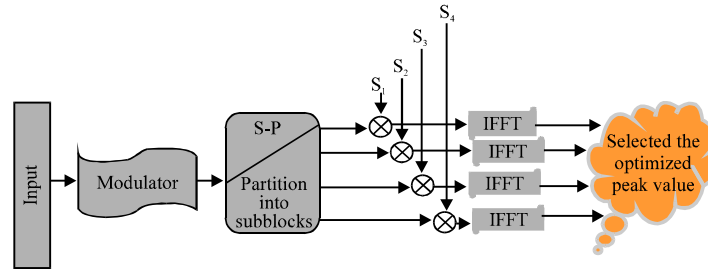 S₄
S₃
S₂
S₁
Input
Modulator
S-P
Partition
into
subblocks
IFFT
IFFT
IFFT
IFFT
Selected the
optimized
peak value